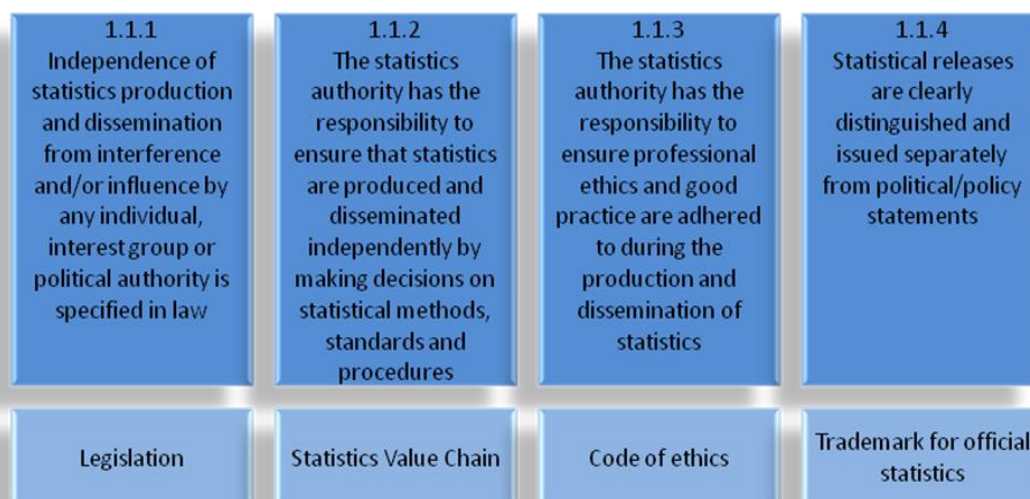 1.1.1
Independence of
statistics production
and dissemination
from interference
and/or influence by
any individual,
interest group or
political authority is
specified in law
1.1.2
The statistics
authority has the
responsibility to
ensure that statistics
are produced and
disseminated
independently by
making decisions on
statistical methods,
standards and
procedures
1.1.3
The statistics
authority has the
responsibility to
ensure professional
ethics and good
practice are adhered
to during the
production and
dissemination of
statistics
1.1.4
Statistical releases
are clearly
distinguished and
issued separately
from political/policy
statements
Legislation
Statistics Value Chain
Code of ethics
Trademark for official
statistics